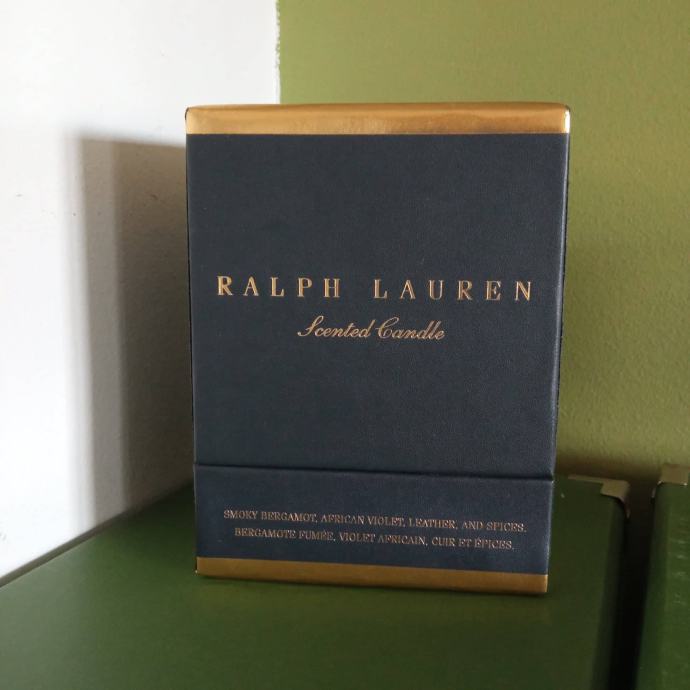 RALPH LAUREN
Scented Candle
SMOKY BERGAMOT, AFRICAN VIOLET, LEATHER, AND SPICES.
BERGAMOTE FUMÉE, VIOLET AFRICAIN, CUIR ET ÉPICES.